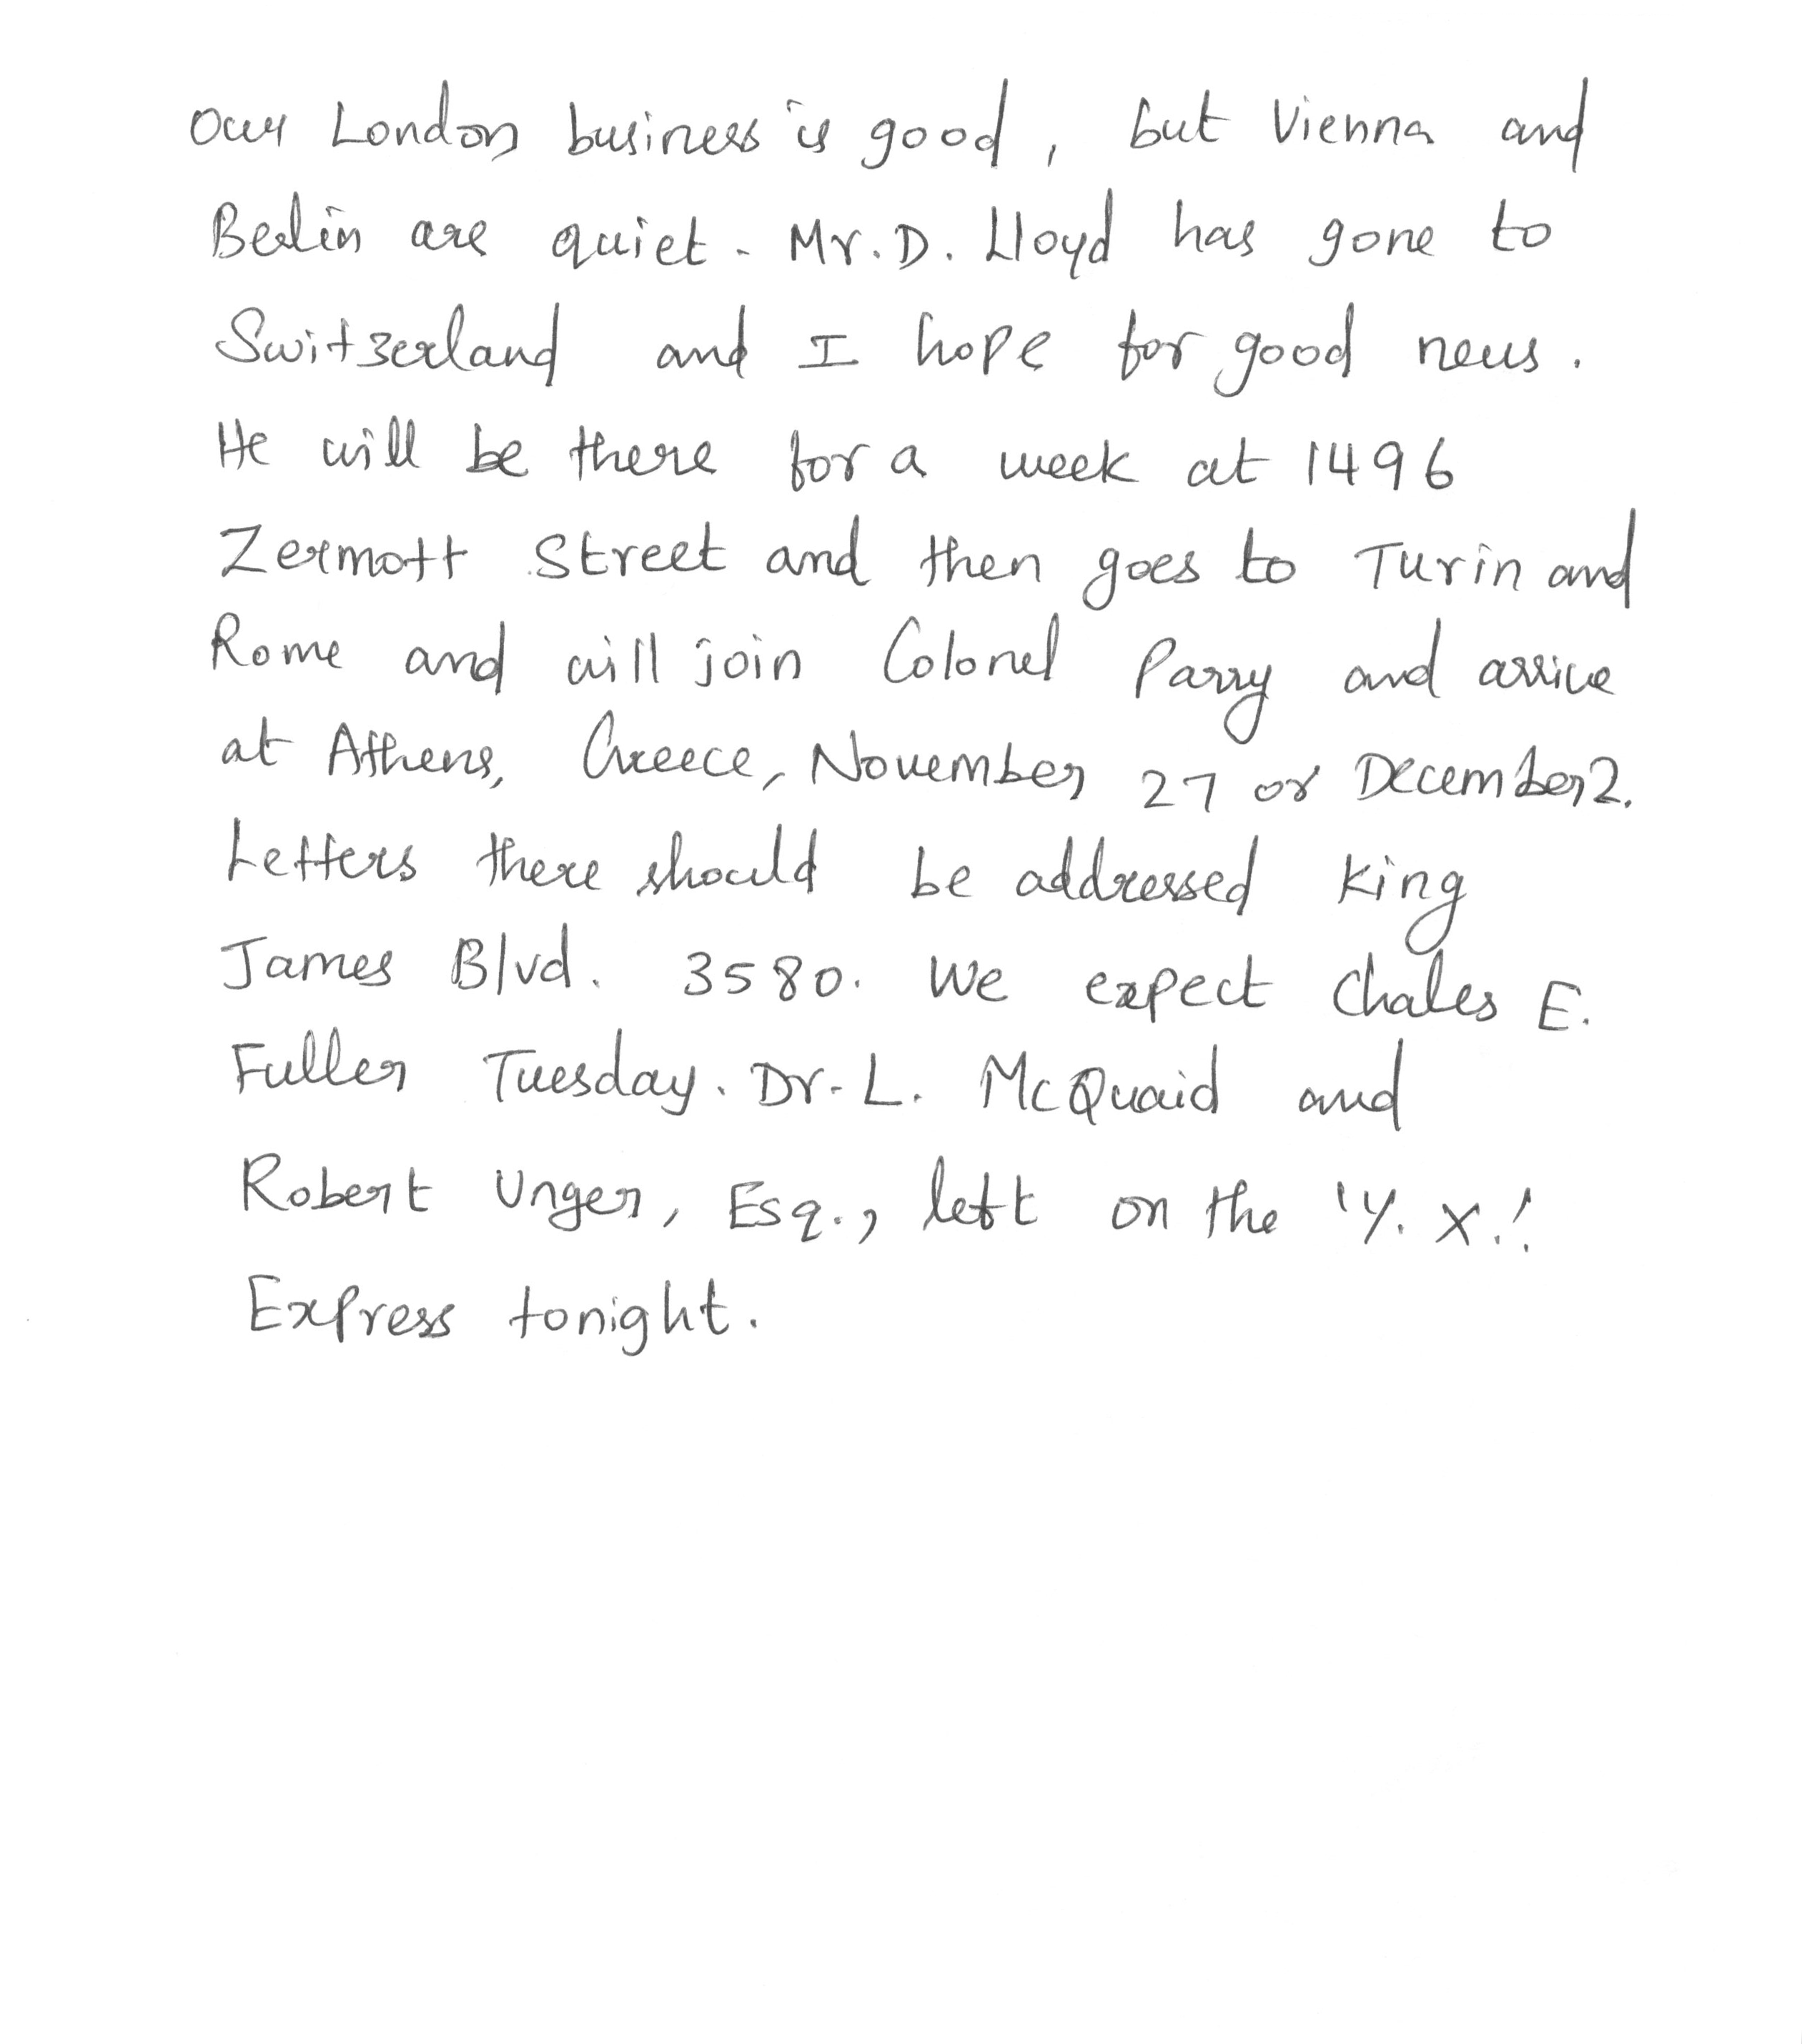 Our London business is good, but Vienna and
Berlin are quiet. Mr. D. Lloyd has gone to
Switzerland and I hope for good news.
He will be there for a week at 1496
Zermott Street and then goes to Turin and
Rome and will join Colonel Parry and arrive
at Athens, Greece, November 27 or December 2.
Letters there should be addressed King
James Blvd. 3580. We expect Chales E.
Fuller Tuesday. Dr. L. McQuaid and
Robert Unger, Esq., left on the 'Y. X.'
Express tonight.